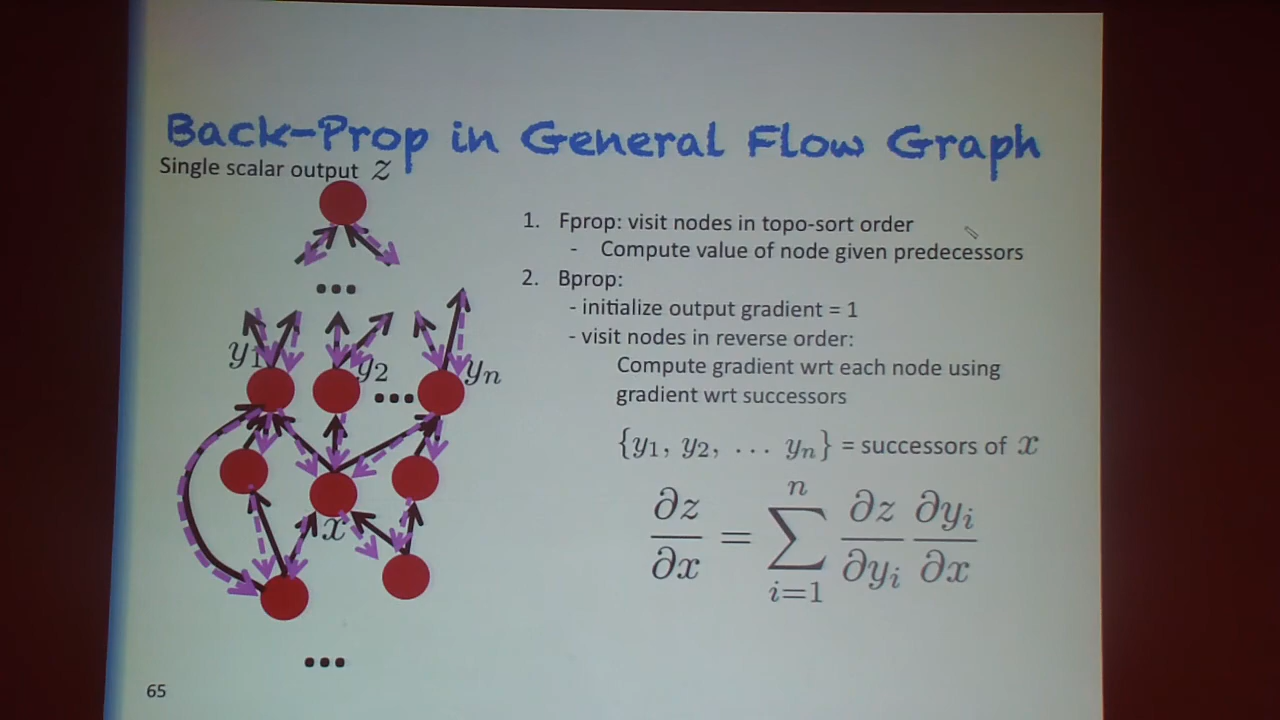 Back-Prop in General Flow Graph
Single scalar output z
1. Fprop: visit nodes in topo-sort order
- Compute value of node given predecessors
2. Bprop:
- initialize output gradient = 1
- visit nodes in reverse order:
Compute gradient wrt each node using
gradient wrt successors
{y₁, y₂, ... yₙ} = successors of x
∂z/∂x = ∑ᵢ₌₁ⁿ ∂z/∂yᵢ ∂yᵢ/∂x
...
y₁ y₂ ... yₙ
x
...
65